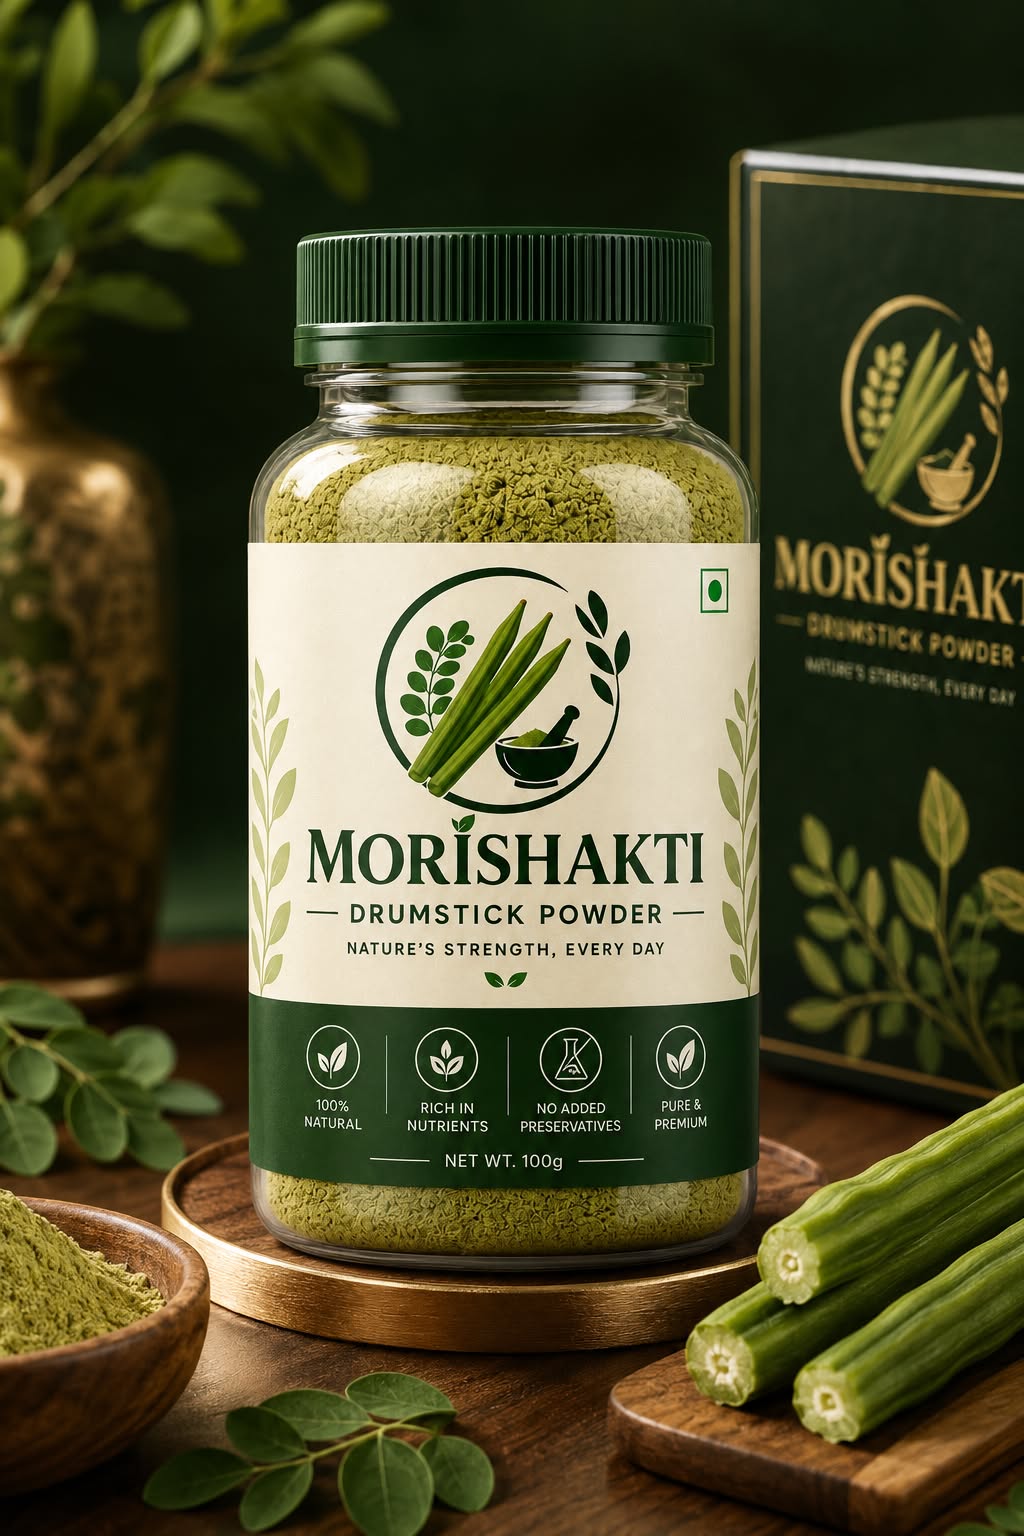 MORISHAKTI
DRUMSTICK POWDER
NATURE'S STRENGTH, EVERY DAY
100%
NATURAL
RICH IN
NUTRIENTS
NO ADDED
PRESERVATIVES
PURE &
PREMIUM
NET WT. 100g
MORISHAKT
DRUMSTICK POWDER
NATURE'S STRENGTH, EVERY DAY